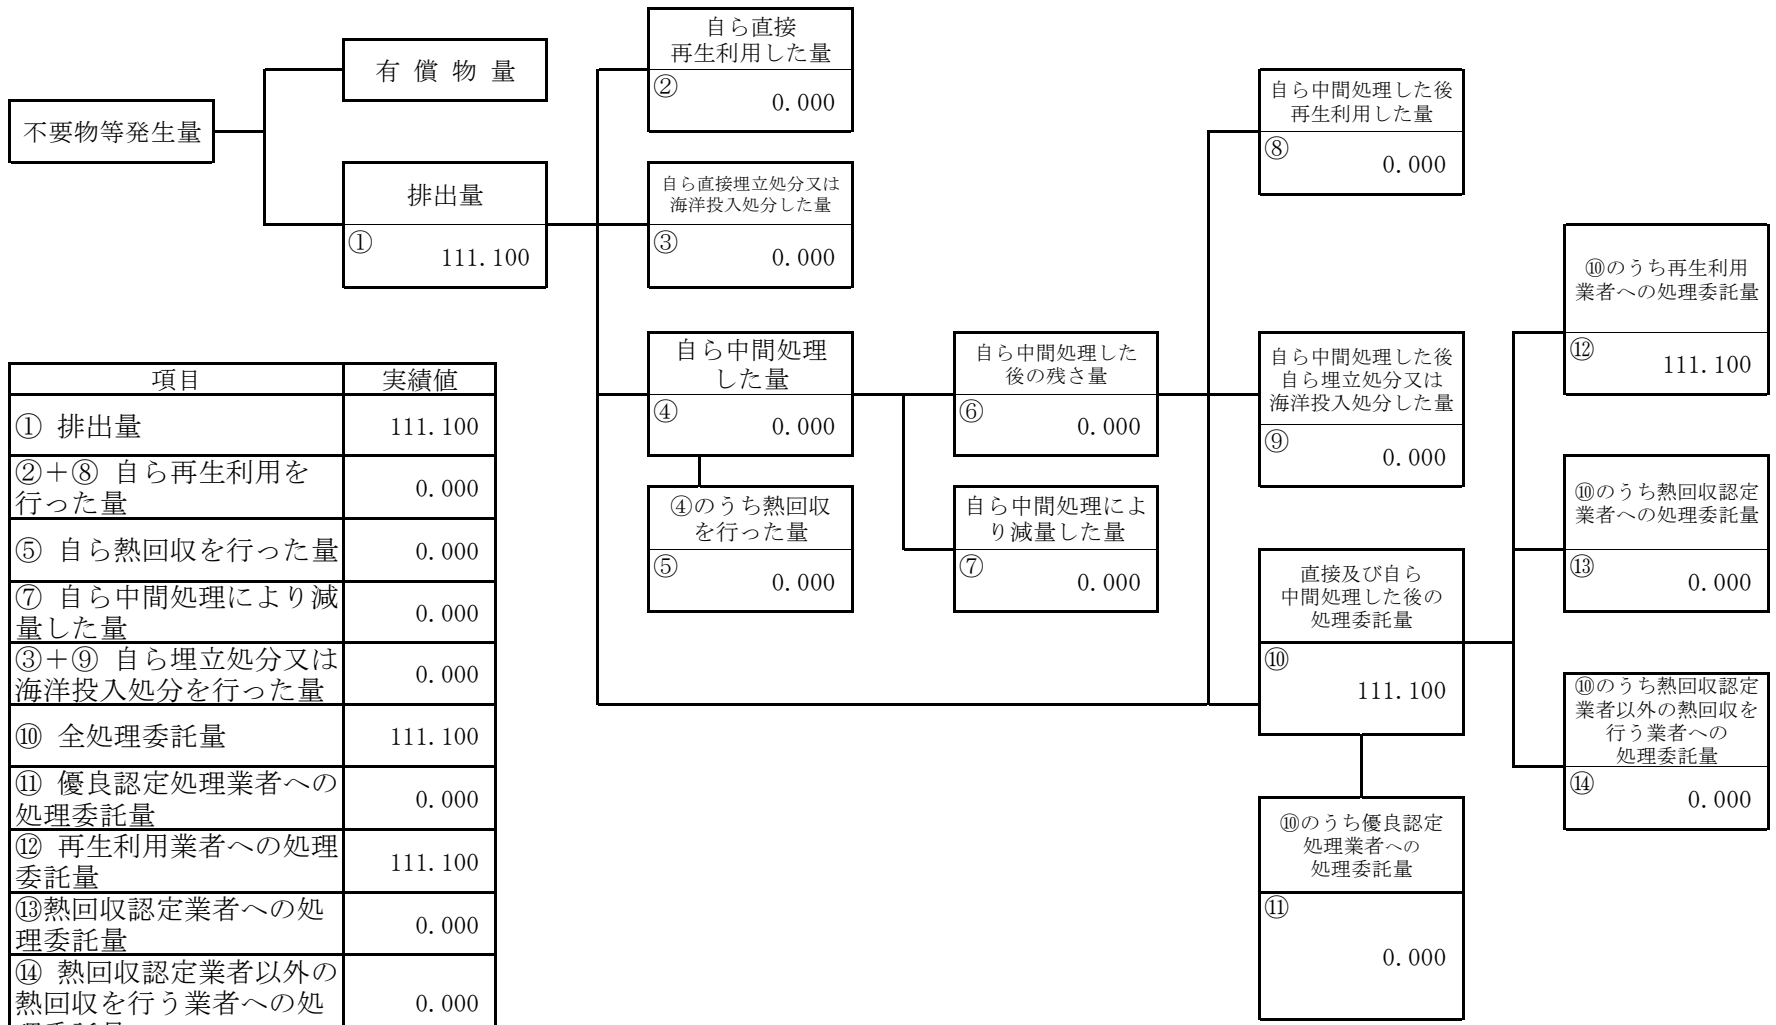 不要物等発生量
有 償 物 量
排出量
①
111.100
自ら直接
再生利用した量
②
0.000
自ら直接埋立処分又は
海洋投入処分した量
③
0.000
自ら中間処理
した量
④
0.000
④のうち熱回収
を行った量
⑤
0.000
自ら中間処理した
後の残さ量
⑥
0.000
自ら中間処理によ
り減量した量
⑦
0.000
自ら中間処理した後
再生利用した量
⑧
0.000
自ら中間処理した後
自ら埋立処分又は
海洋投入処分した量
⑨
0.000
直接及び自ら
中間処理した後の
処理委託量
⑩
111.100
⑩のうち優良認定
処理業者への
処理委託量
⑪
0.000
⑩のうち再生利用
業者への処理委託量
⑫
111.100
⑩のうち熱回収認定
業者への処理委託量
⑬
0.000
⑩のうち熱回収認定
業者以外の熱回収を
行う業者への
処理委託量
⑭
0.000
項目 実績値
① 排出量 111.100
②＋⑧ 自ら再生利用を
行った量 0.000
⑤ 自ら熱回収を行った量 0.000
⑦ 自ら中間処理により減
量した量 0.000
③＋⑨ 自ら埋立処分又は
海洋投入処分を行った量 0.000
⑩ 全処理委託量 111.100
⑪ 優良認定処理業者への
処理委託量 0.000
⑫ 再生利用業者への処理
委託量 111.100
⑬熱回収認定業者への処
理委託量 0.000
⑭ 熱回収認定業者以外の
熱回収を行う業者への処 0.000